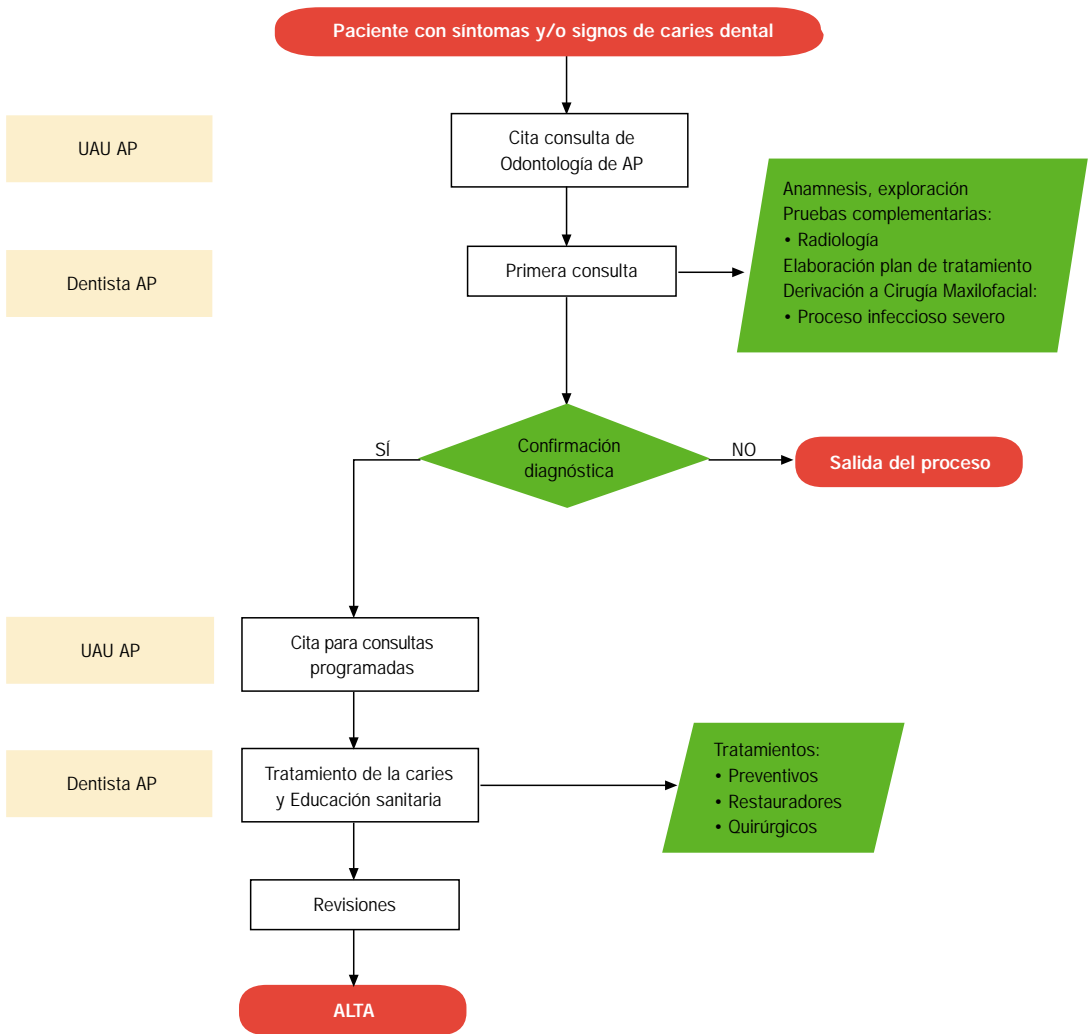 Paciente con síntomas y/o signos de caries dental
UAU AP
Cita consulta de
Odontología de AP
Dentista AP
Primera consulta
Anamnesis, exploración
Pruebas complementarias:
• Radiología
Elaboración plan de tratamiento
Derivación a Cirugía Maxilofacial:
• Proceso infeccioso severo
Confirmación
diagnóstica
SÍ
NO
Salida del proceso
UAU AP
Cita para consultas
programadas
Dentista AP
Tratamiento de la caries
y Educación sanitaria
Tratamientos:
• Preventivos
• Restauradores
• Quirúrgicos
Revisiones
ALTA